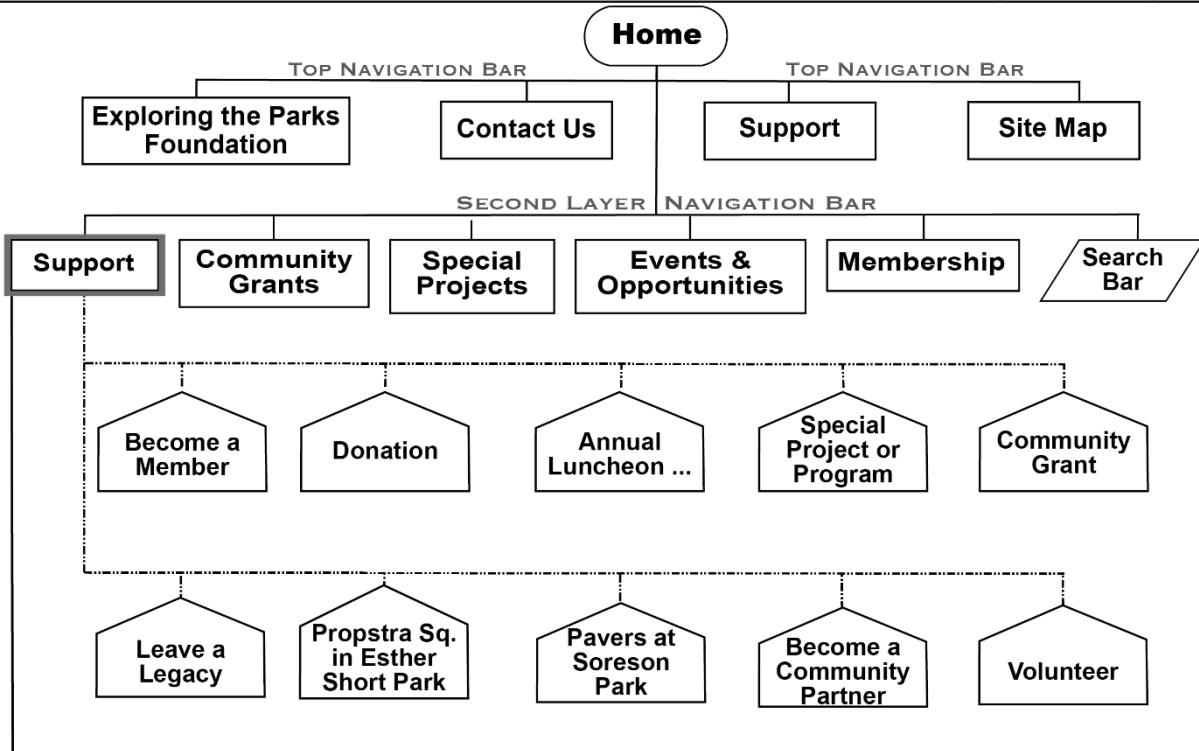 Home
Top Navigation Bar
Top Navigation Bar
Exploring the Parks
Foundation
Contact Us
Support
Site Map
Second Layer Navigation Bar
Support
Community
Grants
Special
Projects
Events &
Opportunities
Membership
Search
Bar
Become a
Member
Donation
Annual
Luncheon ...
Special
Project or
Program
Community
Grant
Leave a
Legacy
Propstra Sq.
in Esther
Short Park
Pavers at
Soreson
Park
Become a
Community
Partner
Volunteer